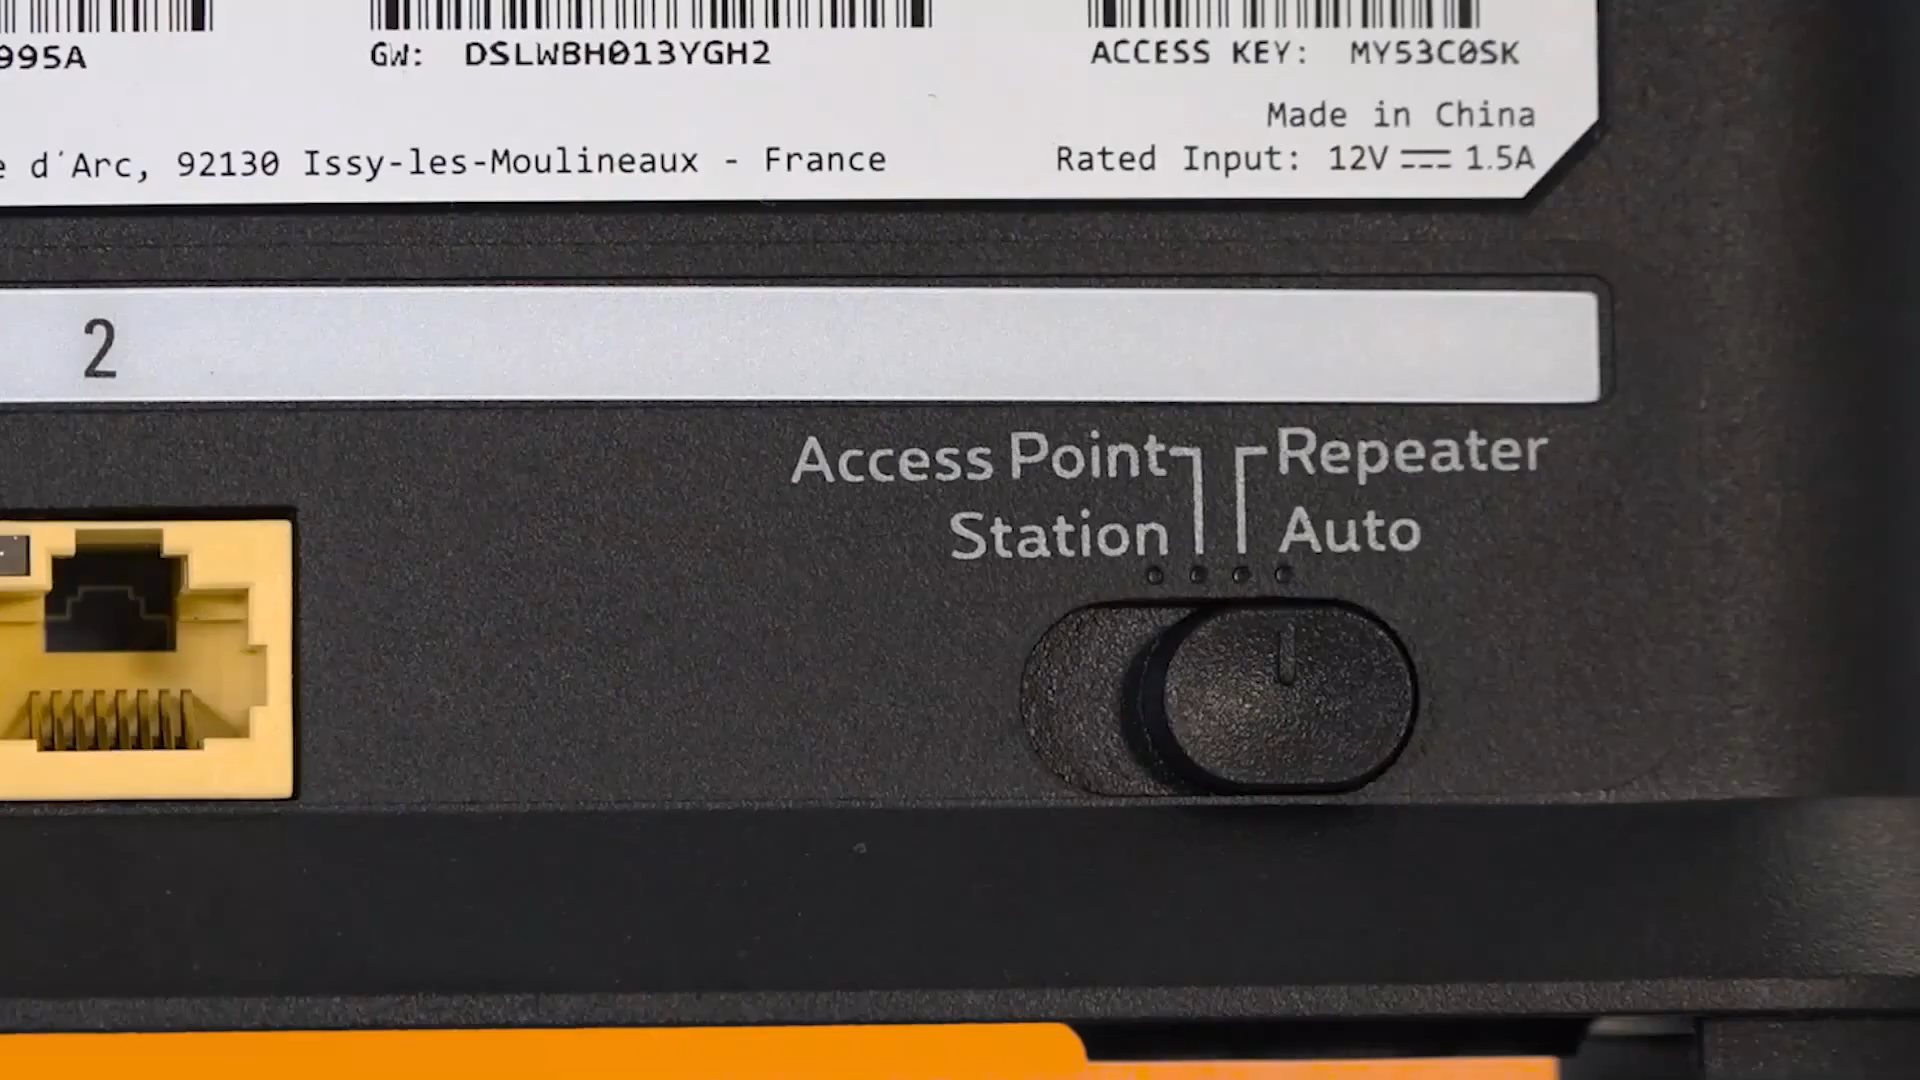 995A
GW: DSLWBH013YGH2
ACCESS KEY: MY53C0SK
Made in China
e d'Arc, 92130 Issy-les-Moulineaux - France
Rated Input: 12V 1.5A
2
Access Point
Repeater
Station
Auto